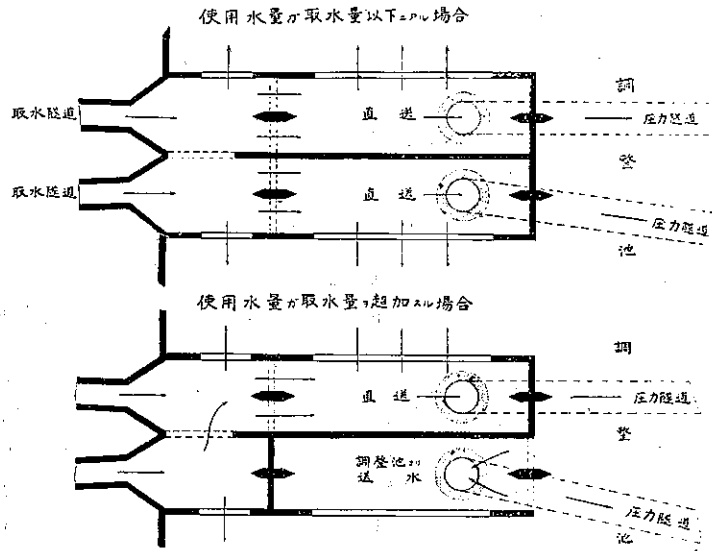 使用水量ガ取水量以下ニアル場合
取水隧道
直送
調
圧力隧道
整
取水隧道
直送
圧力隧道
池
使用水量ガ取水量ヲ超加スル場合
調
直送
圧力隧道
整
調整池ヨリ
送水
圧力隧道
池